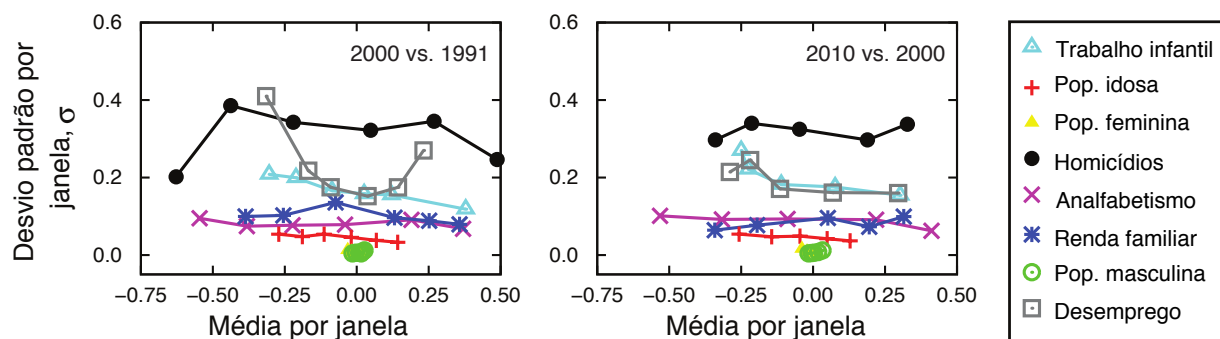 Desvio padrão por
janela, σ
0.6
0.4
0.2
0.0
2000 vs. 1991
−0.75 −0.50 −0.25 0.00 0.25 0.50
Média por janela
0.6
0.4
0.2
0.0
2010 vs. 2000
−0.75 −0.50 −0.25 0.00 0.25 0.50
Média por janela
Trabalho infantil
Pop. idosa
Pop. feminina
Homicídios
Analfabetismo
Renda familiar
Pop. masculina
Desemprego